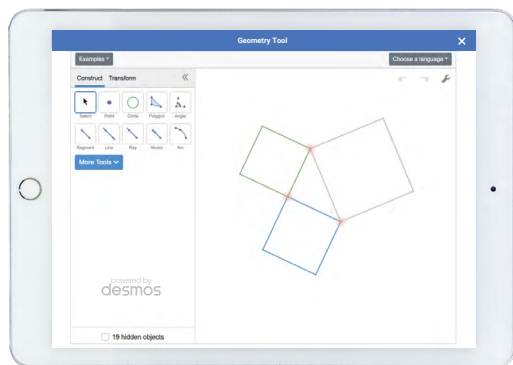 Geometry Tool
Examples
Choose a language
Construct Transform
Select Point Circle Polygon Angle
Segment Line Ray Vector Arc
More Tools
powered by
desmos
19 hidden objects